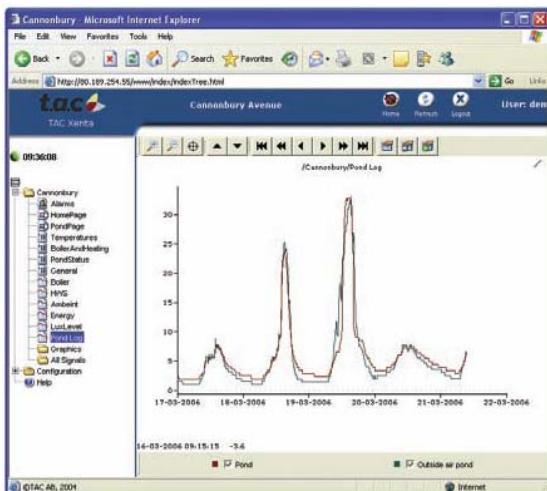 Cannonbury - Microsoft Internet Explorer
File Edit View Favorites Tools Help
Back Search Favorites
Address http://80.189.254.55/www/index/indexTree.html Go Links
t.a.c
TAC Xenta
Cannonbury Avenue
Home Refresh Logout
User: dem
09:36:08
Cannonbury
Alarms
HomePage
PondPage
Temperatures
BoilerAndHeating
PondStatus
General
Boiler
HWS
Ambeint
Energy
LuxLevel
Pond Log
Graphics
All Signals
Configuration
Help
/Cannonbury/Pond Log
30
25
20
15
10
5
0
17-03-2006 18-03-2006 19-03-2006 20-03-2006 21-03-2006 22-03-2006
16-03-2006 09:15:15 -3.6
Pond Outside air pond
©TAC AB, 2004 Internet